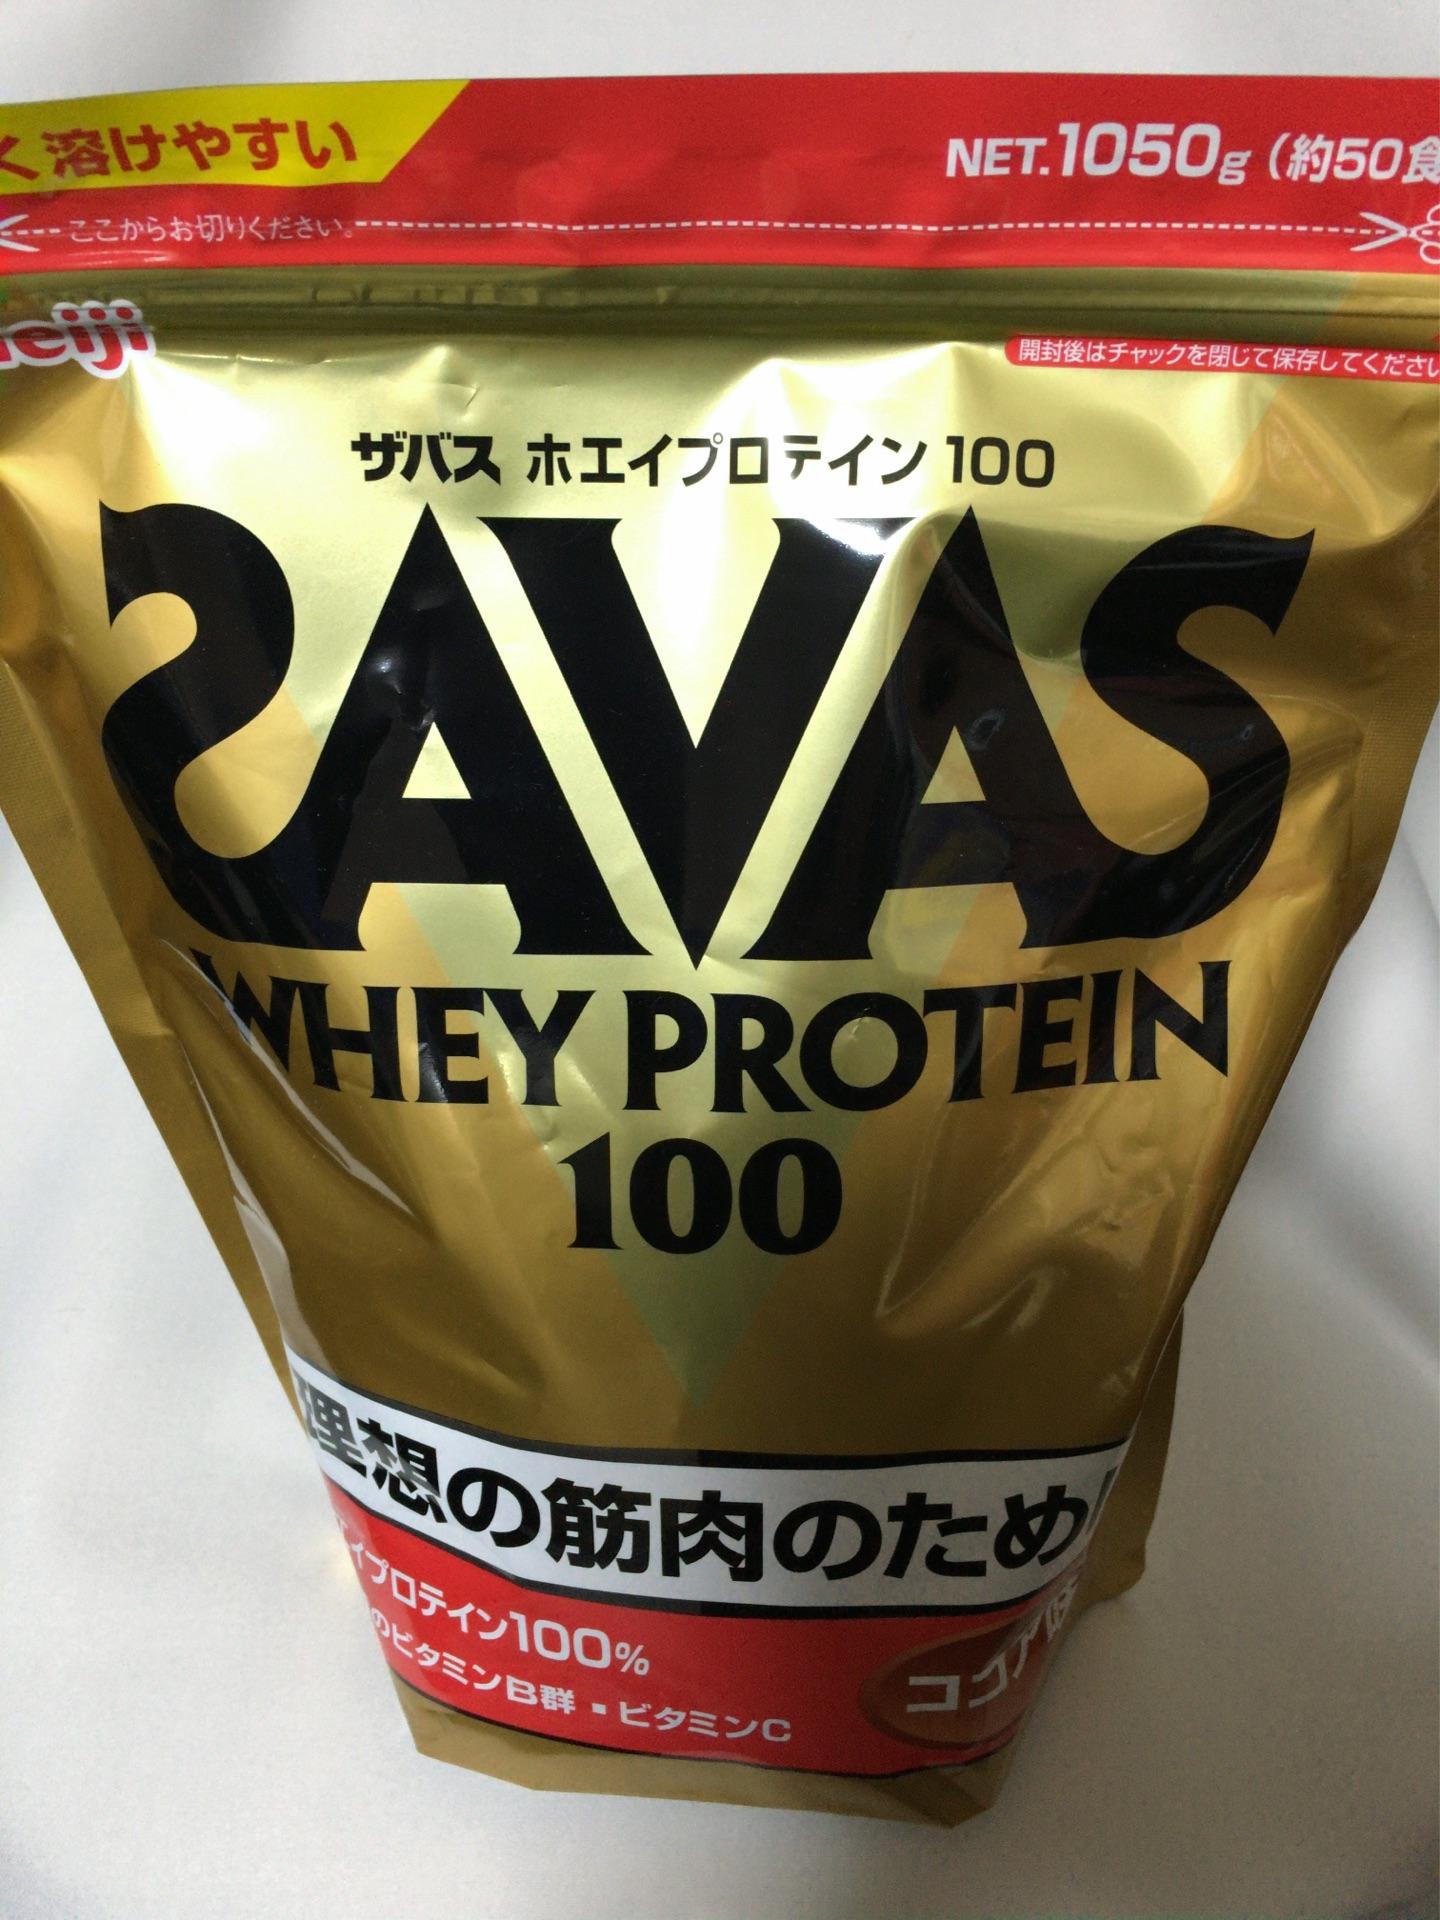 く溶けやすい
NET.1050g（約50食
ここからお切りください。
meiji
開封後はチャックを閉じて保存してください
ザバス ホエイプロテイン100
SAVAS
WHEY PROTEIN
100
理想の筋肉のため
イプロテイン100%
のビタミンB群・ビタミンC
ココア味